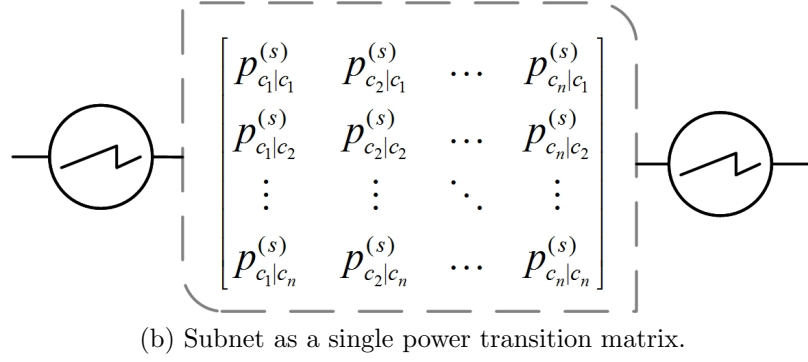 p^{(s)}_{c_1|c_1} p^{(s)}_{c_2|c_1} … p^{(s)}_{c_n|c_1}
p^{(s)}_{c_1|c_2} p^{(s)}_{c_2|c_2} … p^{(s)}_{c_n|c_2}
⋮ ⋮ ⋱ ⋮
p^{(s)}_{c_1|c_n} p^{(s)}_{c_2|c_n} … p^{(s)}_{c_n|c_n}
(b) Subnet as a single power transition matrix.